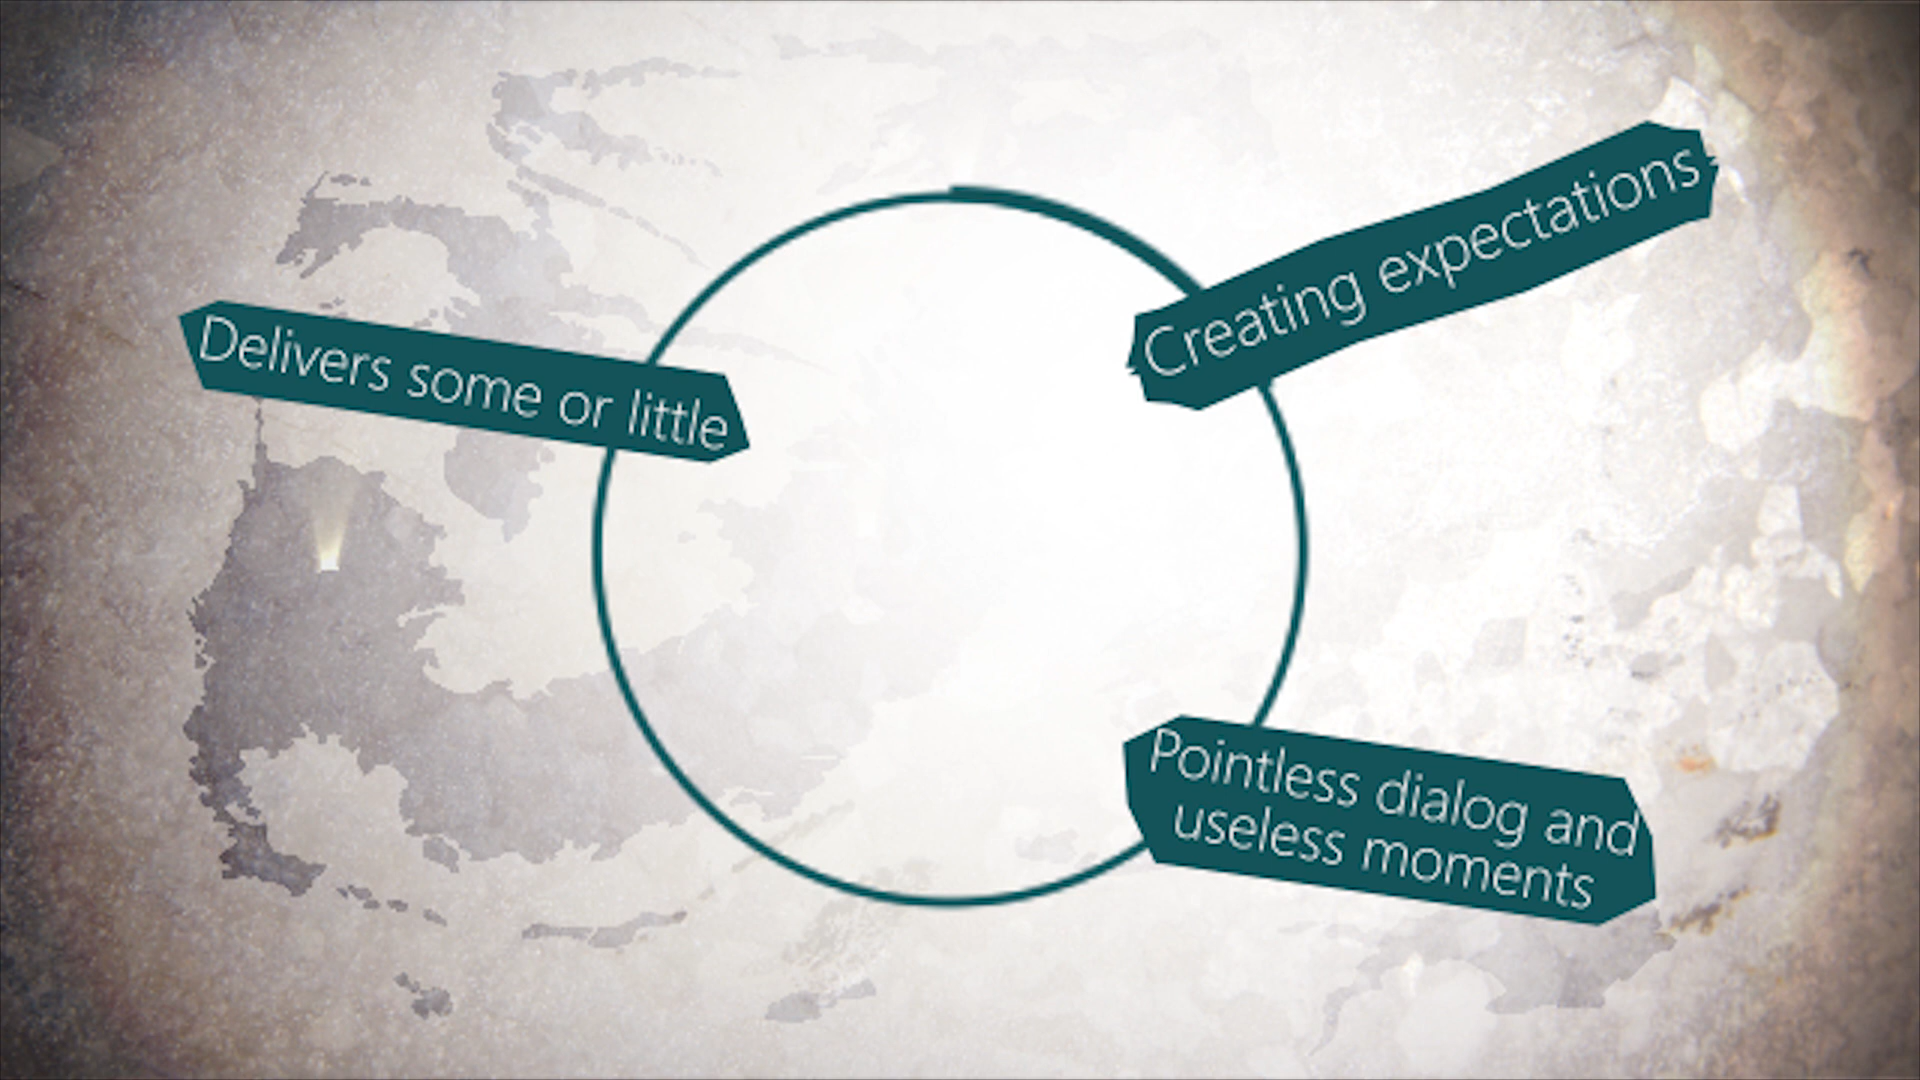 Creating expectations
Delivers some or little
Pointless dialog and
useless moments